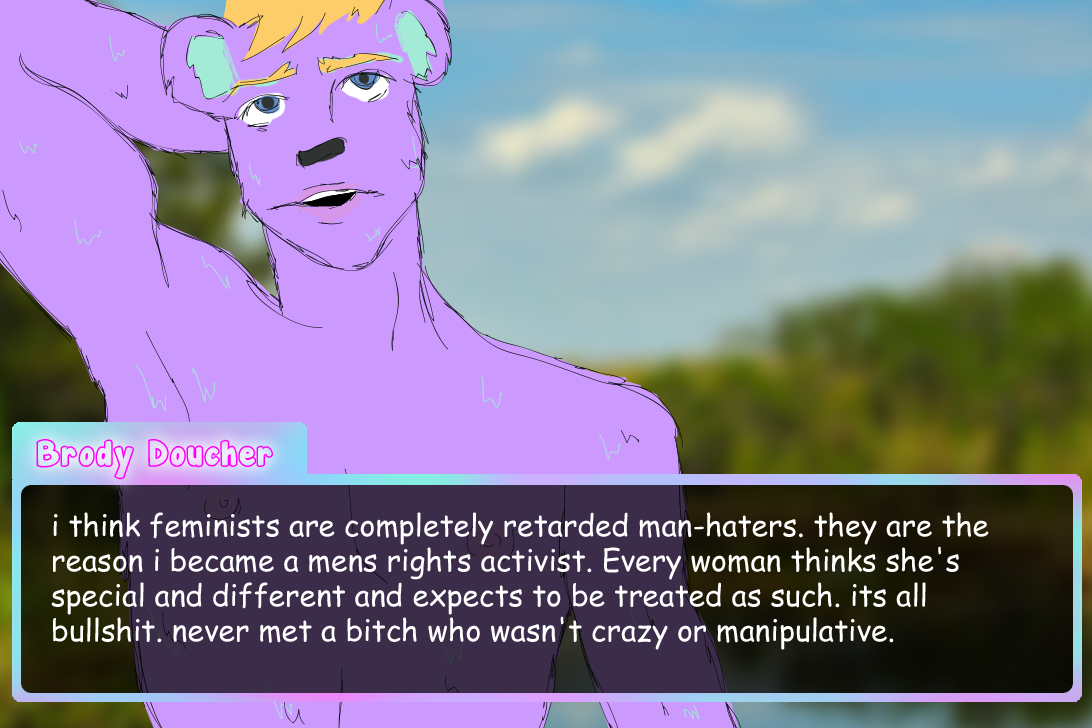 Brody Doucher
i think feminists are completely retarded man-haters. they are the
reason i became a mens rights activist. Every woman thinks she's
special and different and expects to be treated as such. its all
bullshit. never met a bitch who wasn't crazy or manipulative.